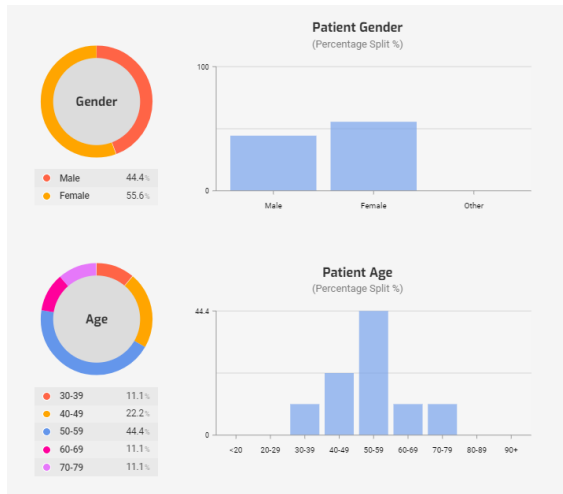 Patient Gender
(Percentage Split %)
Gender
Male 44.4%
Female 55.6%
100
0
Male Female Other
Patient Age
(Percentage Split %)
Age
30-39 11.1%
40-49 22.2%
50-59 44.4%
60-69 11.1%
70-79 11.1%
44.4
0
<20 20-29 30-39 40-49 50-59 60-69 70-79 80-89 90+